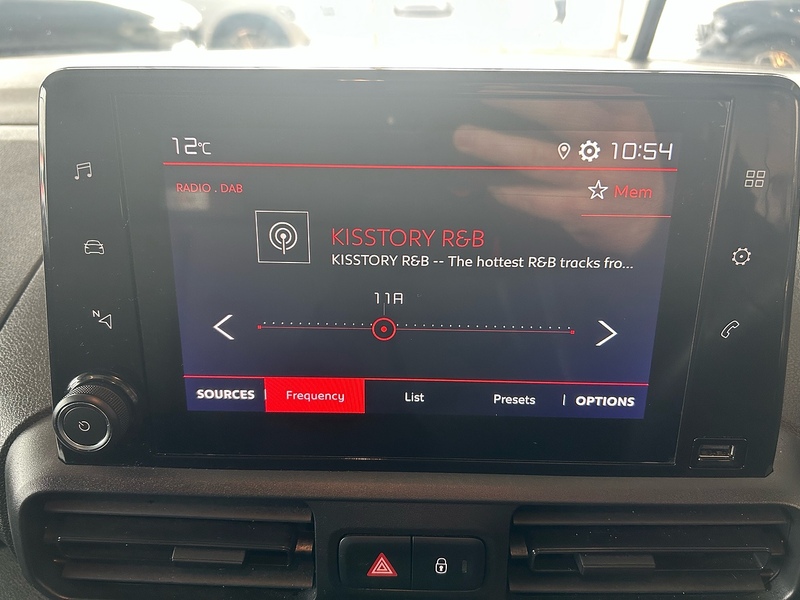 12°C 10:54
RADIO . DAB
Mem
KISSTORY R&B
KISSTORY R&B -- The hottest R&B tracks fro...
11A
N
SOURCES | Frequency List Presets | OPTIONS